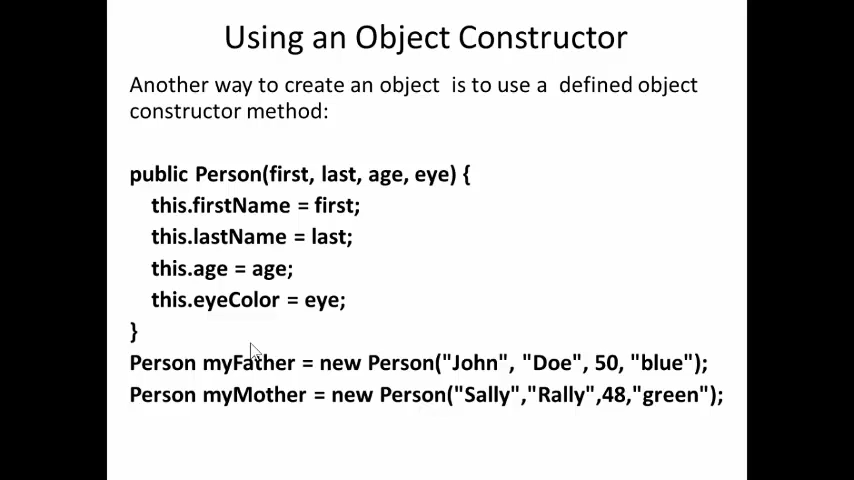 Using an Object Constructor
Another way to create an object  is to use a  defined object
constructor method:
public Person(first, last, age, eye) {
this.firstName = first;
this.lastName = last;
this.age = age;
this.eyeColor = eye;
}
Person myFather = new Person("John", "Doe", 50, "blue");
Person myMother = new Person("Sally","Rally",48,"green");